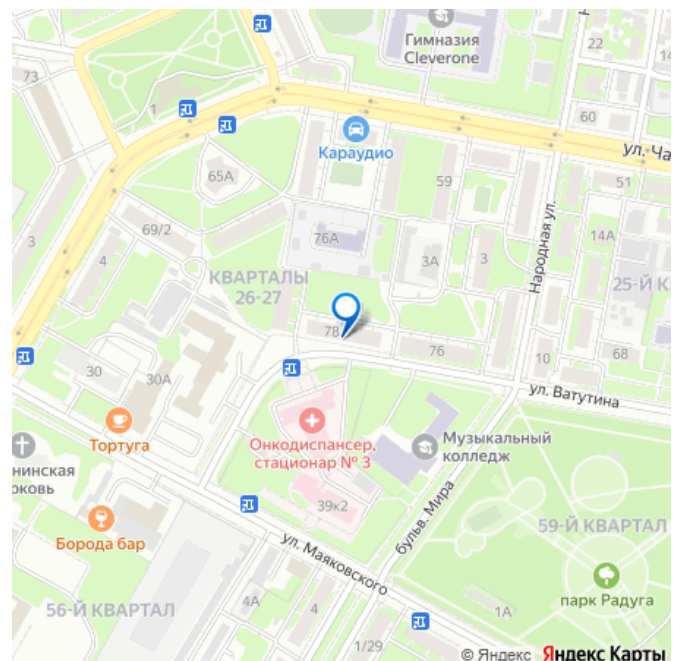 Гимназия
Cleverone
22
73
1
60
Караудио
ул. Ча
65А
59
51
69/2
76А
3
4
3А
3
Народная ул.
14А
КВАРТАЛЫ
26-27
25-Й К
78
76
10
68
30
30А
ул. Ватутина
Тортуга
Онкодиспансер,
стационар № 3
Музыкальный
колледж
нинская
рковь
39к2
бульв. Мира
59-Й КВАРТАЛ
Борода бар
ул. Маяковского
парк Радуга
56-Й КВАРТАЛ
4А
4
1А
1/29
© Яндекс Яндекс Карты